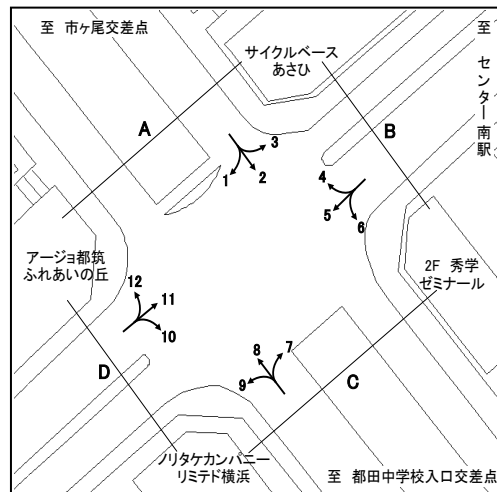 至 市ヶ尾交差点
サイクルベース
あさひ
至 センター南駅
A
B
3
1
2
4
5
6
アージョ都筑
ふれあいの丘
2F 秀学
ゼミナール
12
11
10
8
7
9
D
C
ノリタケカンパニー
リミテド横浜
至 都田中学校入口交差点